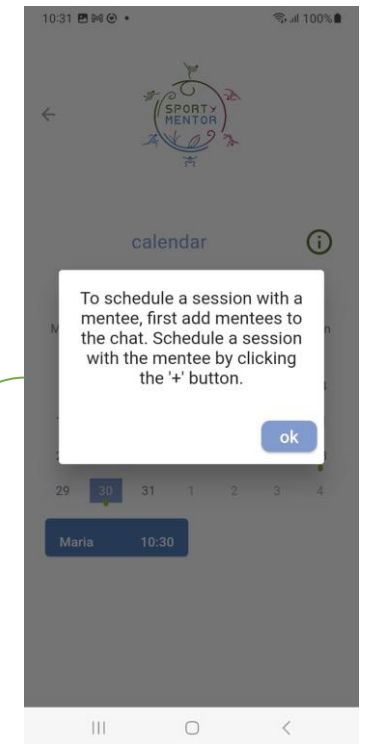 10:31
100%
SPORTY
MENTOR
calendar
To schedule a session with a
mentee, first add mentees to
the chat. Schedule a session
with the mentee by clicking
the '+' button.
ok
29 30 31 1 2 3 4
Maria 10:30